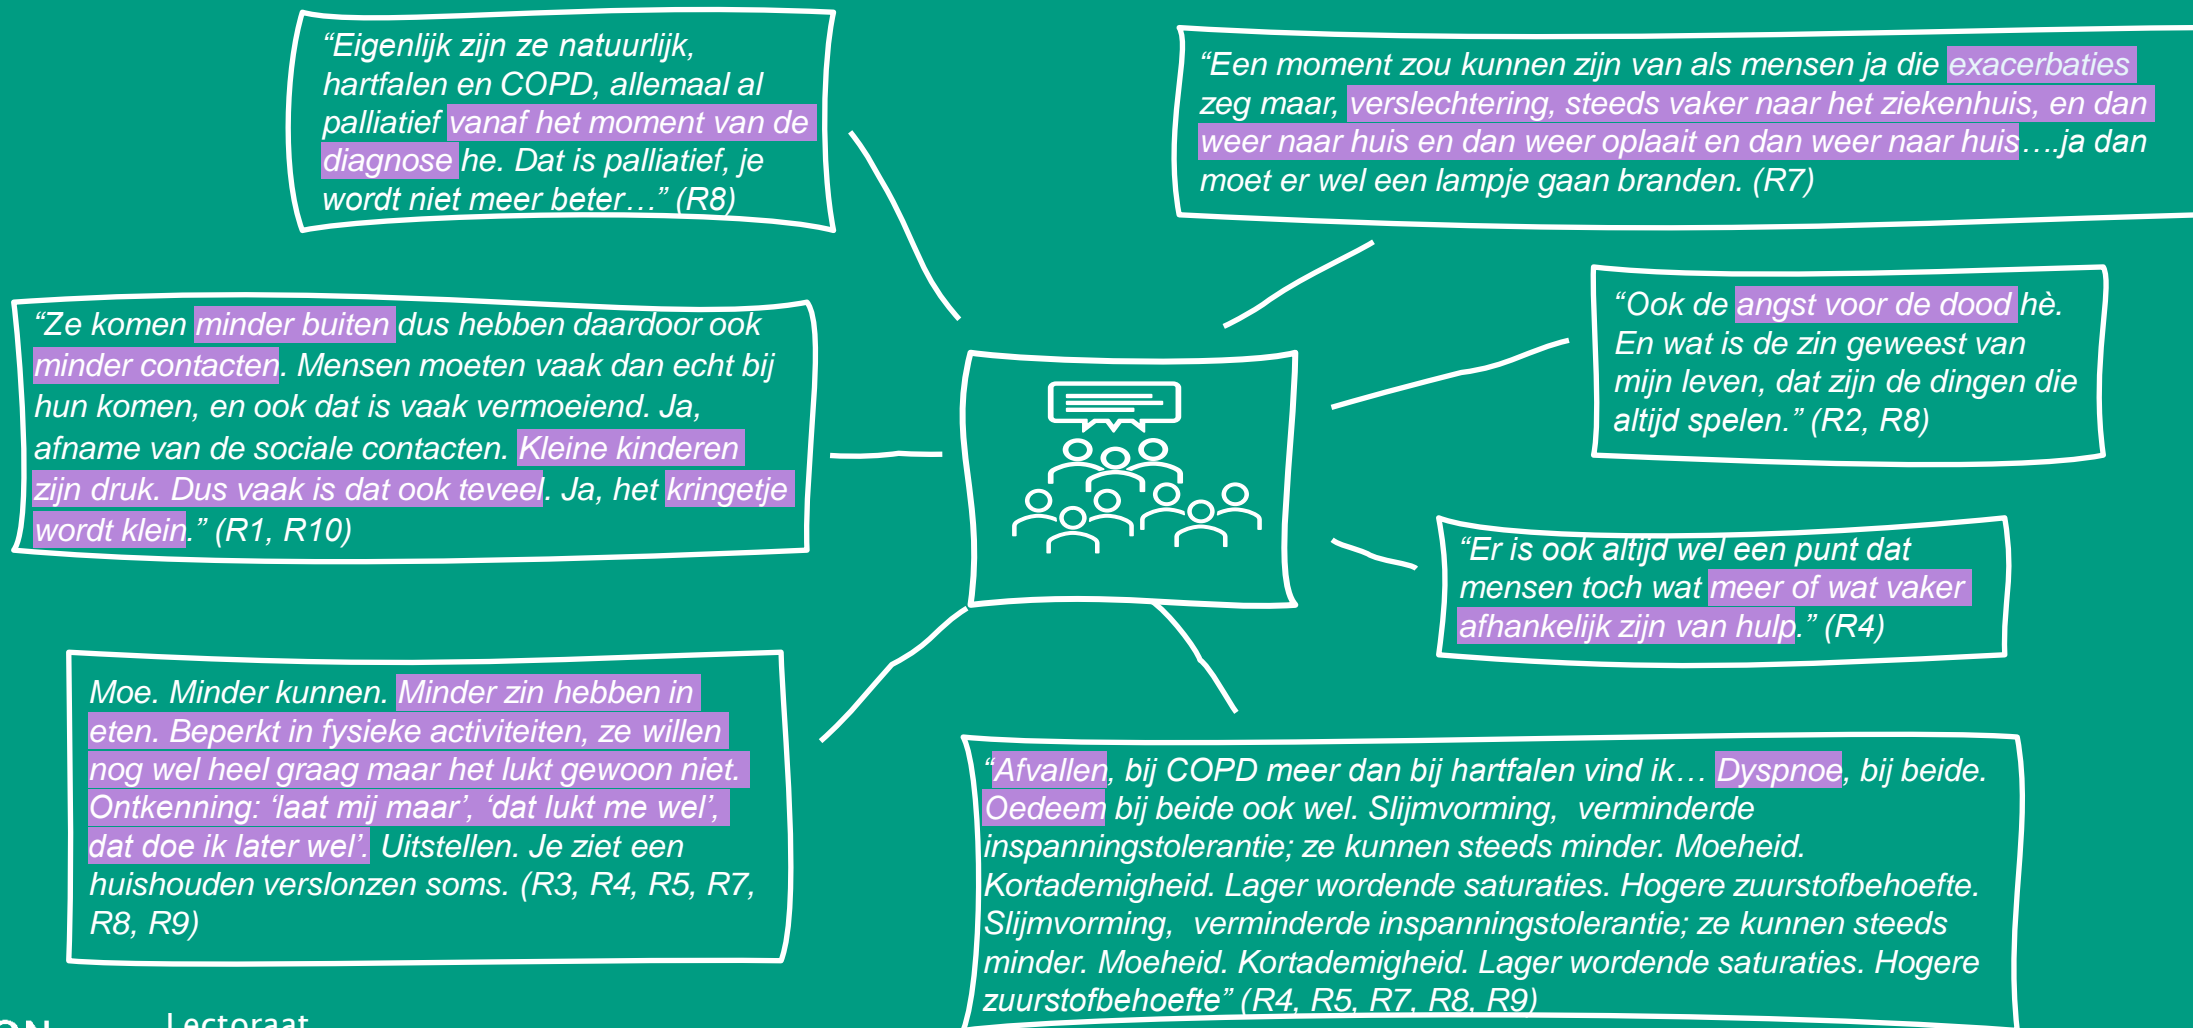 “Eigenlijk zijn ze natuurlijk,
hartfalen en COPD, allemaal al
palliatief vanaf het moment van de
diagnose he. Dat is palliatief, je
wordt niet meer beter…” (R8)
“Een moment zou kunnen zijn van als mensen ja die exacerbaties
zeg maar, verslechtering, steeds vaker naar het ziekenhuis, en dan
weer naar huis en dan weer oplaait en dan weer naar huis….ja dan
moet er wel een lampje gaan branden. (R7)
“Ze komen minder buiten dus hebben daardoor ook
minder contacten. Mensen moeten vaak dan echt bij
hun komen, en ook dat is vaak vermoeiend. Ja,
afname van de sociale contacten. Kleine kinderen
zijn druk. Dus vaak is dat ook teveel. Ja, het kringetje
wordt klein.” (R1, R10)
“Ook de angst voor de dood hè.
En wat is de zin geweest van
mijn leven, dat zijn de dingen die
altijd spelen.” (R2, R8)
“Er is ook altijd wel een punt dat
mensen toch wat meer of wat vaker
afhankelijk zijn van hulp.” (R4)
Moe. Minder kunnen. Minder zin hebben in
eten. Beperkt in fysieke activiteiten, ze willen
nog wel heel graag maar het lukt gewoon niet.
Ontkenning: ‘laat mij maar’, ‘dat lukt me wel’,
dat doe ik later wel’. Uitstellen. Je ziet een
huishouden verslonzen soms. (R3, R4, R5, R7,
R8, R9)
“Afvallen, bij COPD meer dan bij hartfalen vind ik… Dyspnoe, bij beide.
Oedeem bij beide ook wel. Slijmvorming, verminderde
inspanningstolerantie; ze kunnen steeds minder. Moeheid.
Kortademigheid. Lager wordende saturaties. Hogere zuurstofbehoefte.
Slijmvorming, verminderde inspanningstolerantie; ze kunnen steeds
minder. Moeheid. Kortademigheid. Lager wordende saturaties. Hogere
zuurstofbehoefte” (R4, R5, R7, R8, R9)
Lectoraat